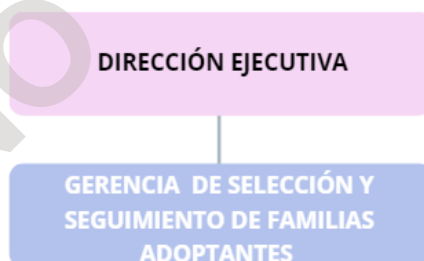 DIRECCIÓN EJECUTIVA
GERENCIA DE SELECCIÓN Y
SEGUIMIENTO DE FAMILIAS
ADOPTANTES